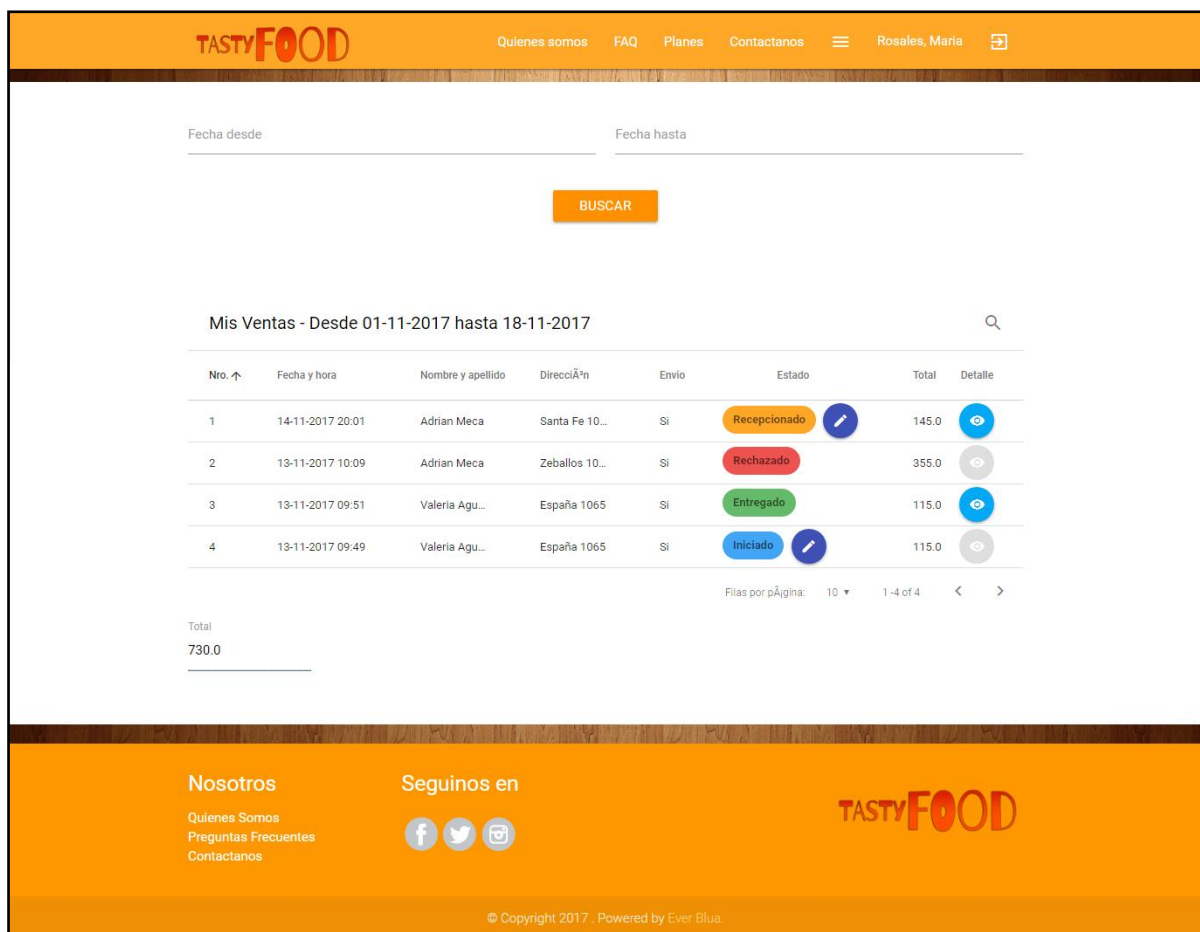 TASTYFOOD Quienes somos FAQ Planes Contactanos Rosales, Maria
Fecha desde Fecha hasta
BUSCAR
Mis Ventas - Desde 01-11-2017 hasta 18-11-2017
Nro. Fecha y hora Nombre y apellido DirecciÃ³n Envio Estado Total Detalle
1 14-11-2017 20:01 Adrian Meca Santa Fe 10... Si Recepcionado 145.0
2 13-11-2017 10:09 Adrian Meca Zeballos 10... Si Rechazado 355.0
3 13-11-2017 09:51 Valeria Agu... España 1065 Si Entregado 115.0
4 13-11-2017 09:49 Valeria Agu... España 1065 Si Iniciado 115.0
Filas por pÃ¡gina: 10 1 -4 of 4
Total
730.0
Nosotros Seguinos en
Quienes Somos
Preguntas Frecuentes
Contactanos
TASTYFOOD
© Copyright 2017 . Powered by Ever Blua.